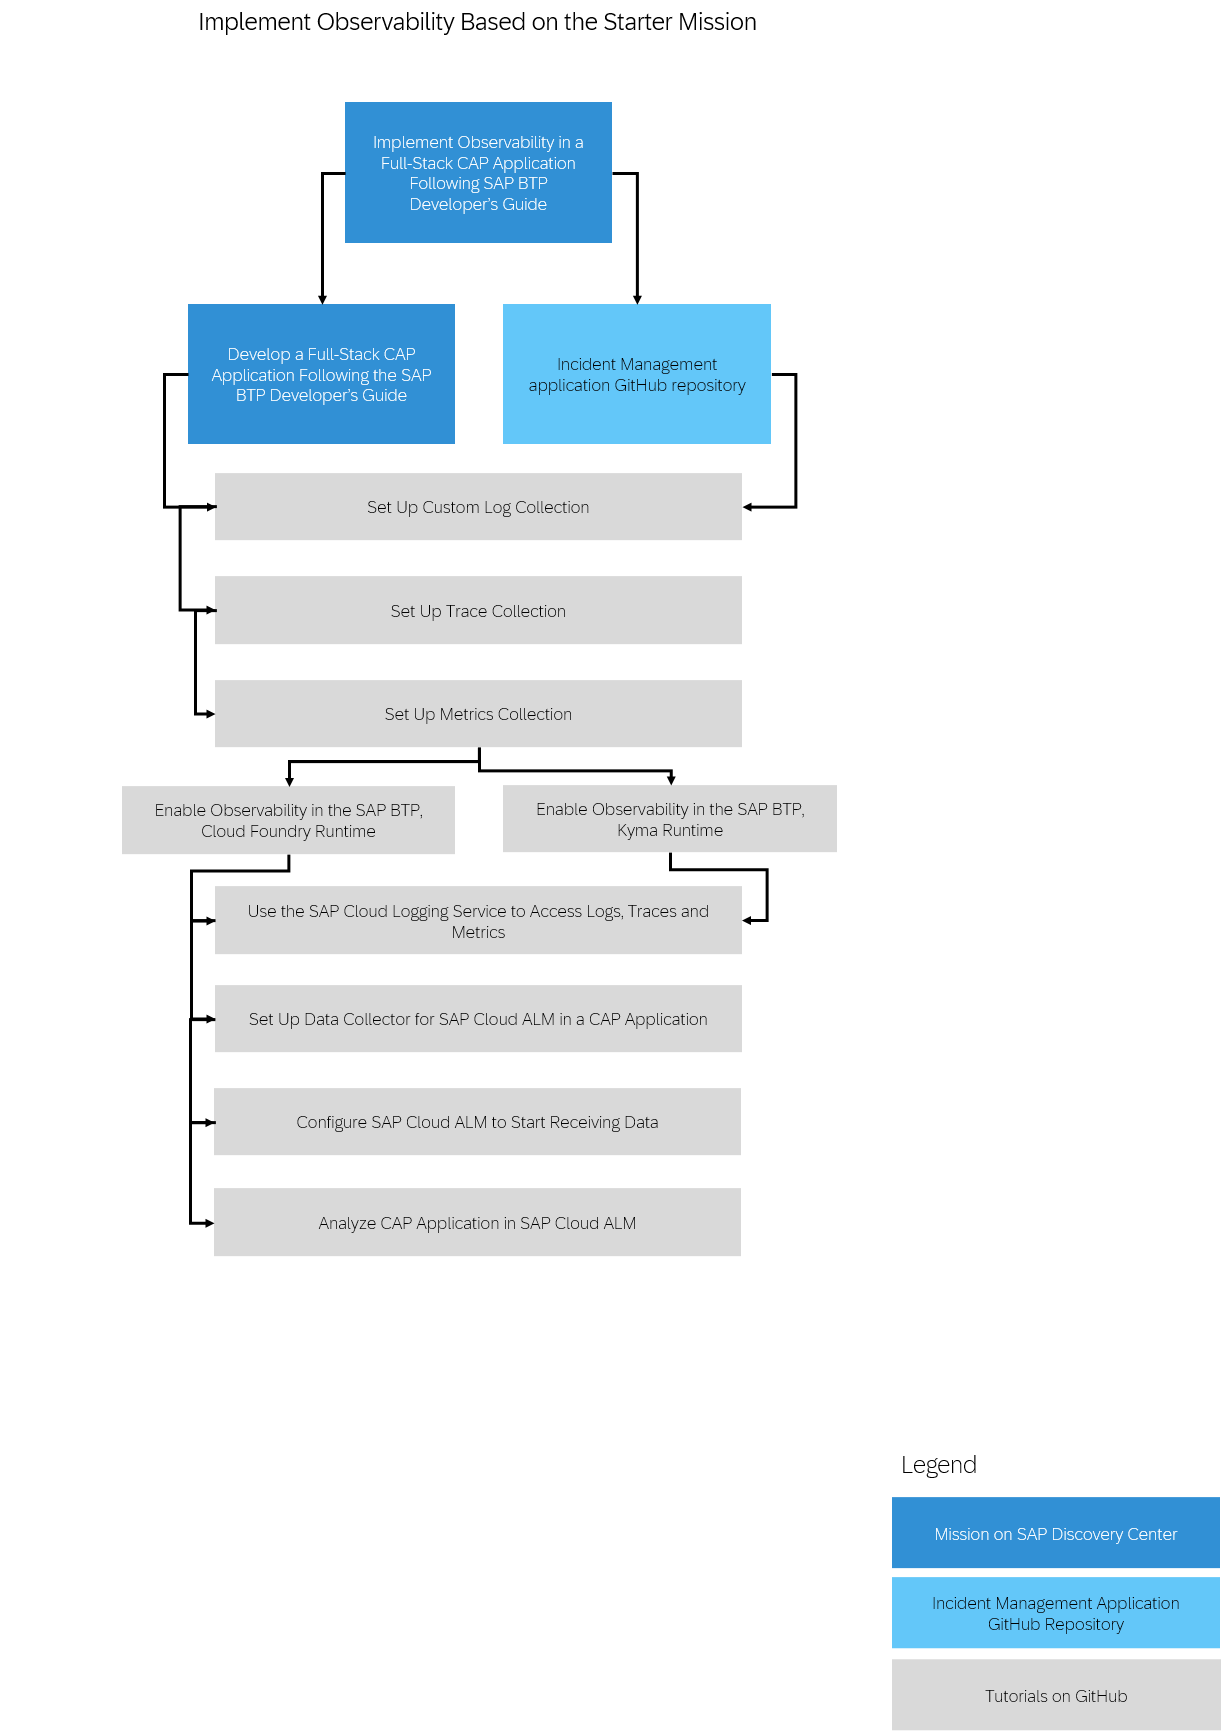 Implement Observability Based on the Starter Mission
Implement Observability in a
Full-Stack CAP Application
Following SAP BTP
Developer’s Guide
Develop a Full-Stack CAP
Application Following the SAP
BTP Developer’s Guide
Incident Management
application GitHub repository
Set Up Custom Log Collection
Set Up Trace Collection
Set Up Metrics Collection
Enable Observability in the SAP BTP,
Cloud Foundry Runtime
Enable Observability in the SAP BTP,
Kyma Runtime
Use the SAP Cloud Logging Service to Access Logs, Traces and
Metrics
Set Up Data Collector for SAP Cloud ALM in a CAP Application
Configure SAP Cloud ALM to Start Receiving Data
Analyze CAP Application in SAP Cloud ALM
Legend
Mission on SAP Discovery Center
Incident Management Application
GitHub Repository
Tutorials on GitHub